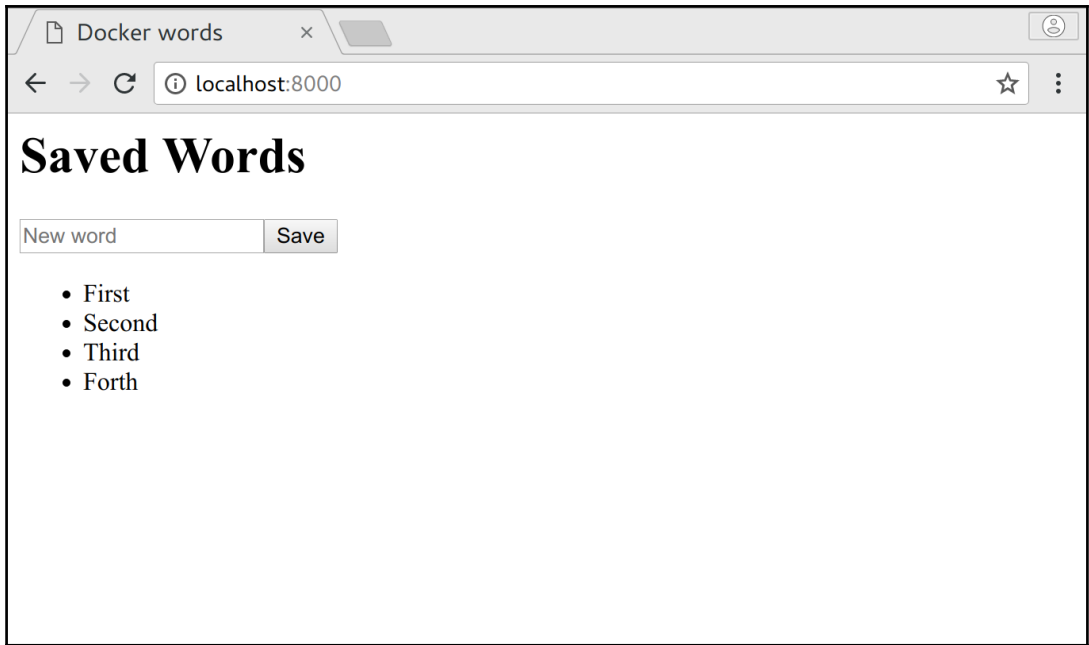 Docker words
localhost:8000
Saved Words
New word Save
First
Second
Third
Forth